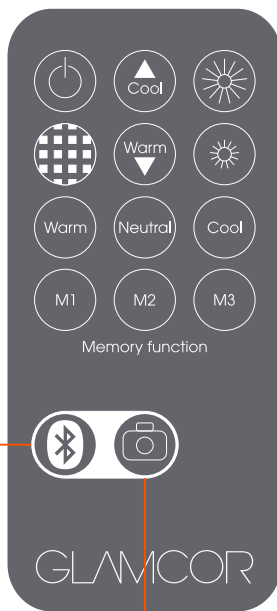 Cool
Warm
Warm Neutral Cool
M1 M2 M3
Memory function
GLAMCOR